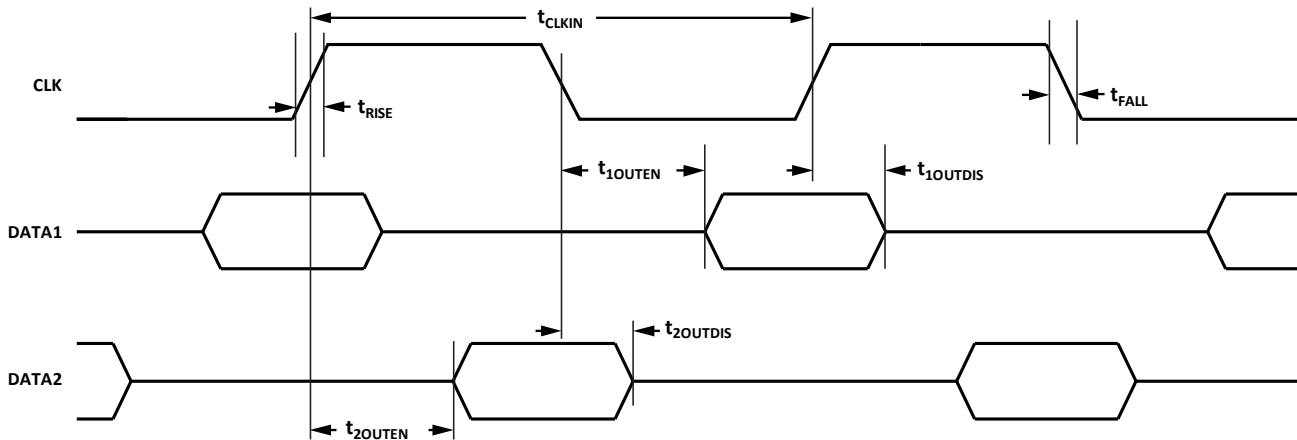 tCLKIN
CLK
tRISE
tFALL
t1OUTEN
t1OUTDIS
DATA1
t2OUTDIS
DATA2
t2OUTEN